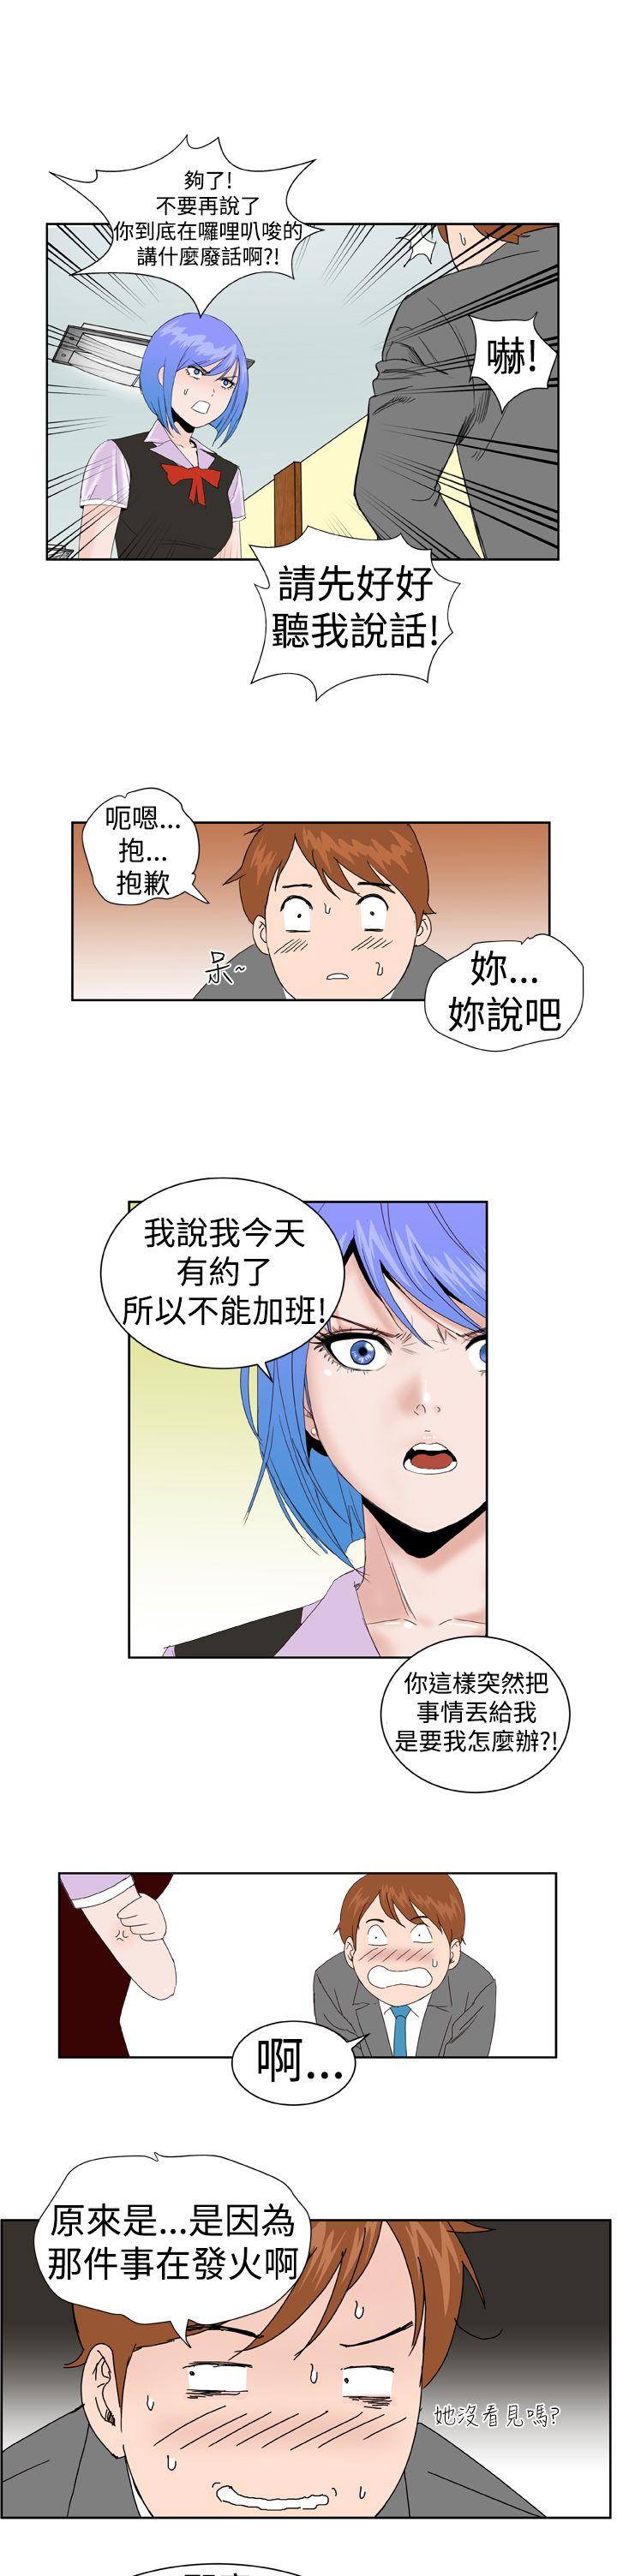 夠了!
不要再說了
你到底在囉哩叭唆的
講什麼廢話啊?!
嚇!
請先好好
聽我說話!
呃嗯...
抱...
抱歉
呆~
妳...
妳說吧
我說我今天
有約了
所以不能加班!
你這樣突然把
事情丟給我
是要我怎麼辦?!
啊...
原來是...是因為
那件事在發火啊
她沒看見嗎?